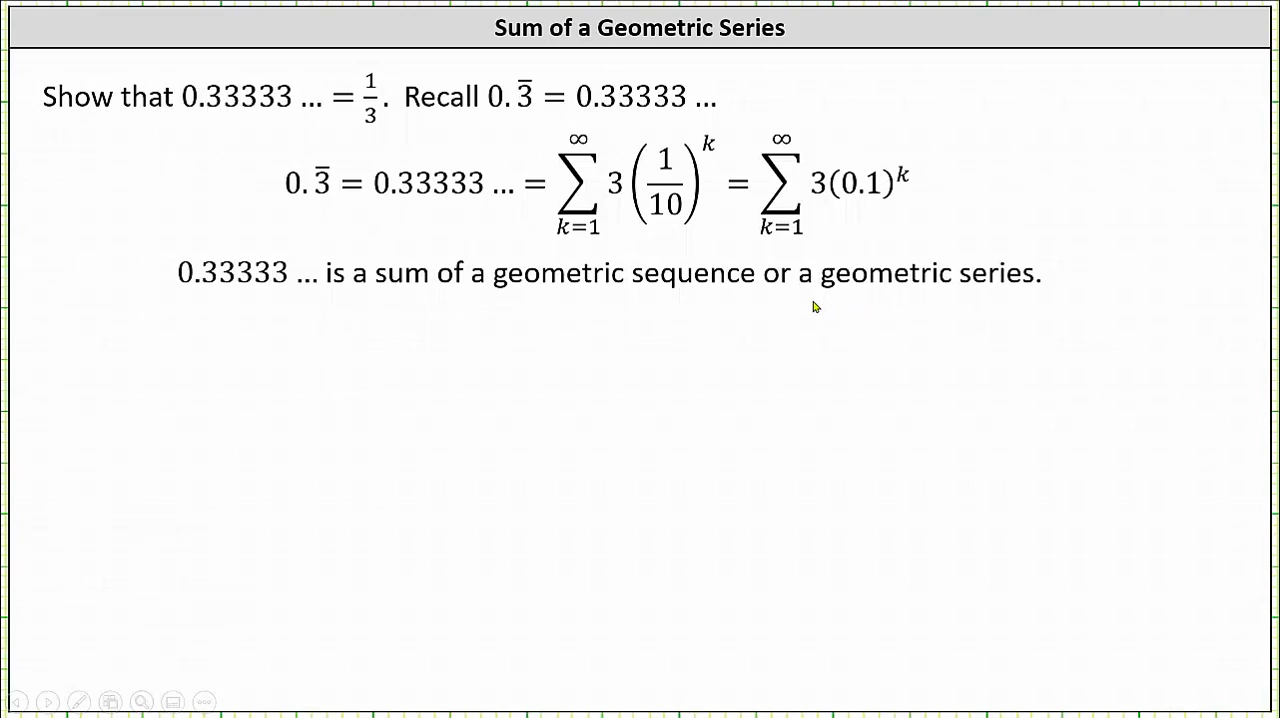 Sum of a Geometric Series
Show that 0.33333 ... = 1/3. Recall 0.3̅ = 0.33333 ...
0.3̅ = 0.33333 ... = ∑_{k=1}^{∞} 3(1/10)^k = ∑_{k=1}^{∞} 3(0.1)^k
0.33333 ... is a sum of a geometric sequence or a geometric series.